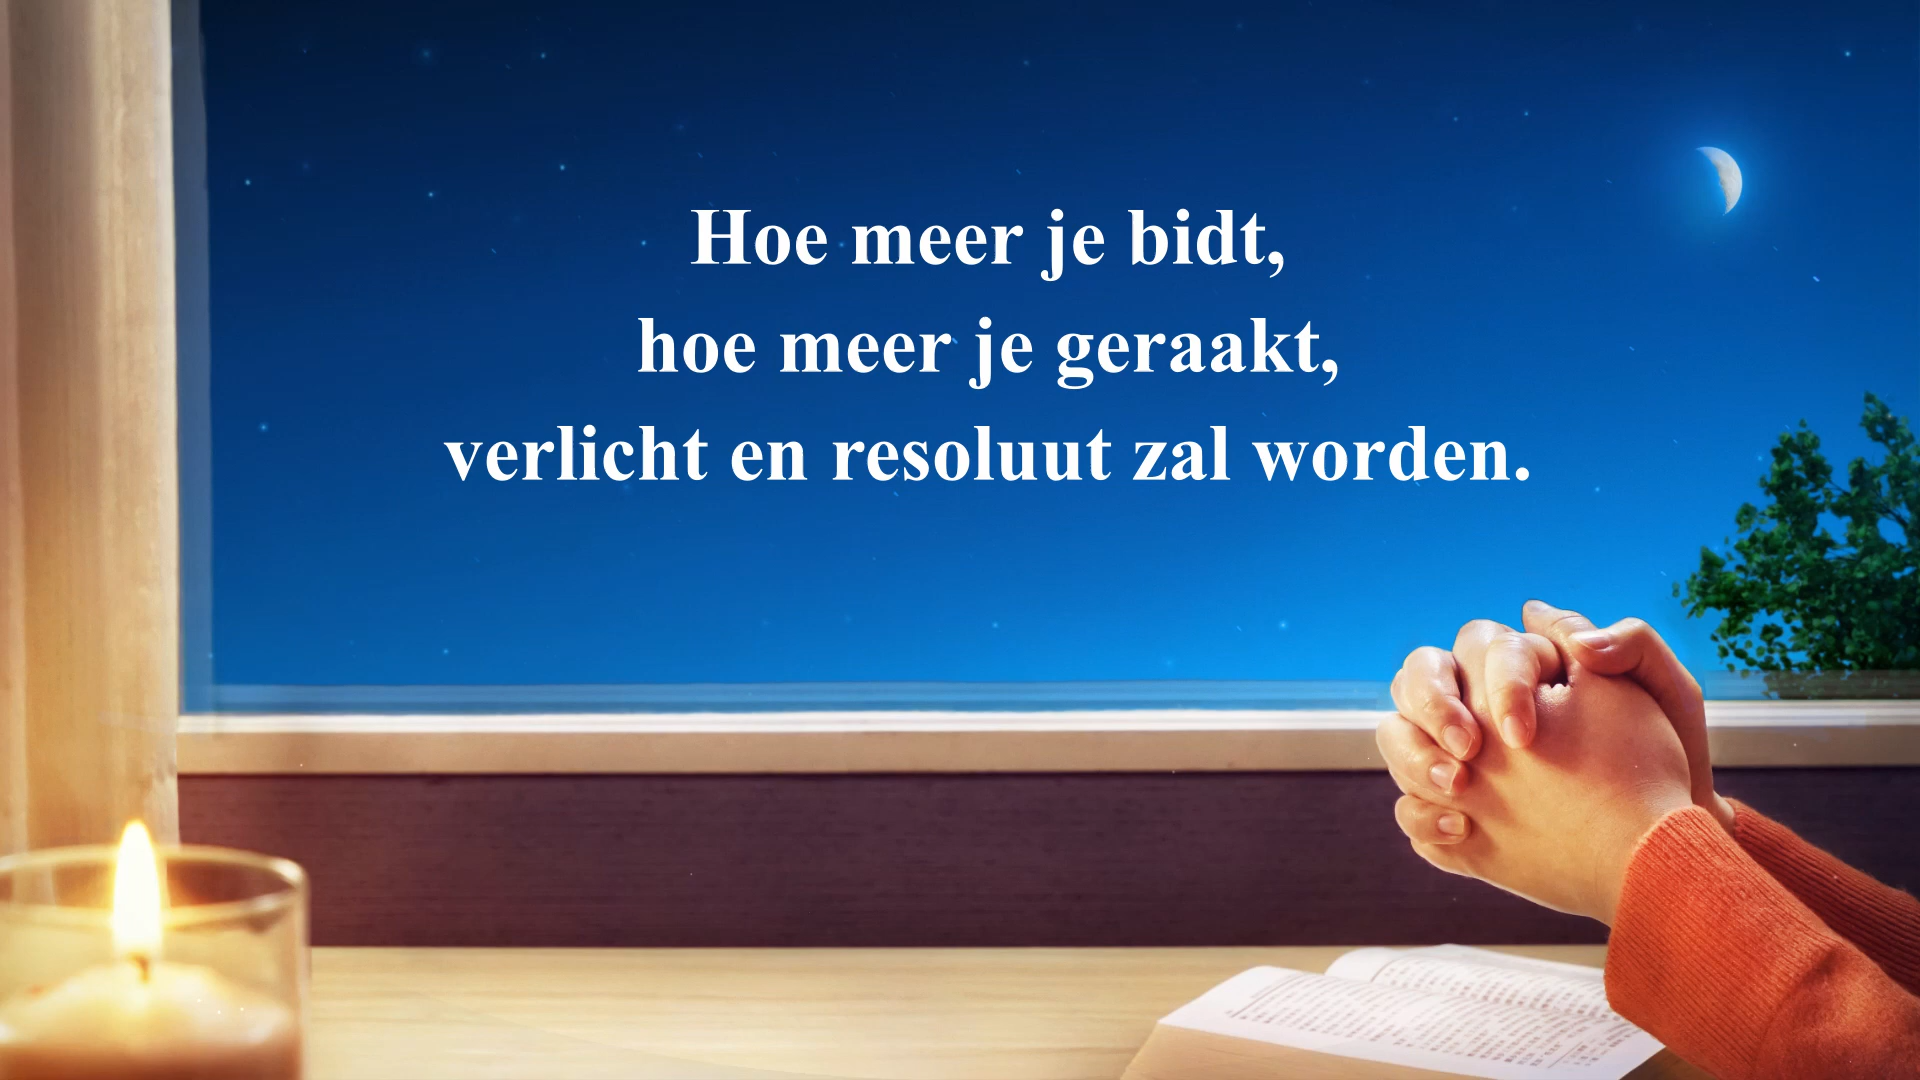 Hoe meer je bidt,
hoe meer je geraakt,
verlicht en resoluut zal worden.